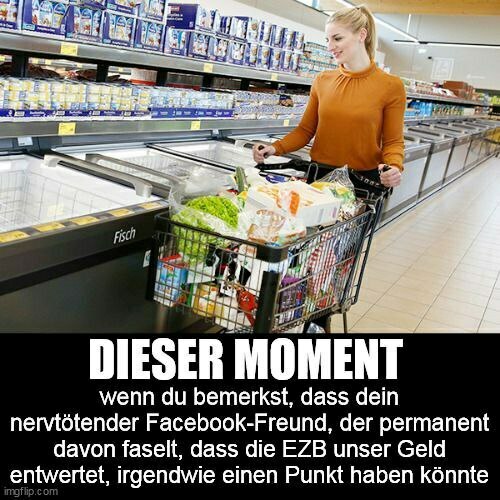 Fisch
DIESER MOMENT
wenn du bemerkst, dass dein
nervtötender Facebook-Freund, der permanent
davon faselt, dass die EZB unser Geld
entwertet, irgendwie einen Punkt haben könnte
imgflip.com